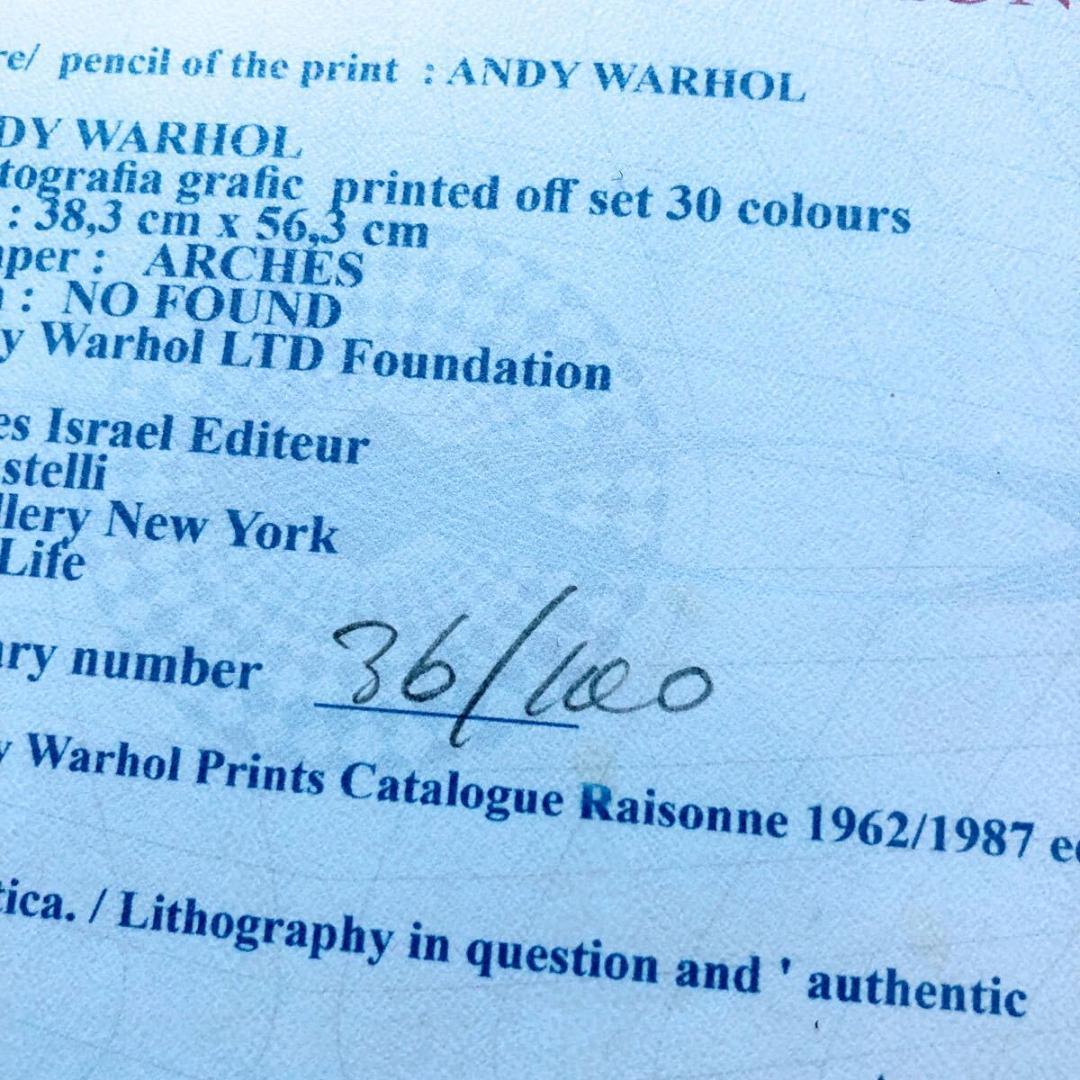 re/ pencil of the print : ANDY WARHOL
DY WARHOL
tografia grafic printed off set 30 colours
: 38,3 cm x 56,3 cm
per : ARCHES
: NO FOUND
y Warhol LTD Foundation
es Israel Editeur
stelli
llery New York
Life
ary number 36/100
y Warhol Prints Catalogue Raisonne 1962/1987 ed
tica. / Lithography in question and ' authentic